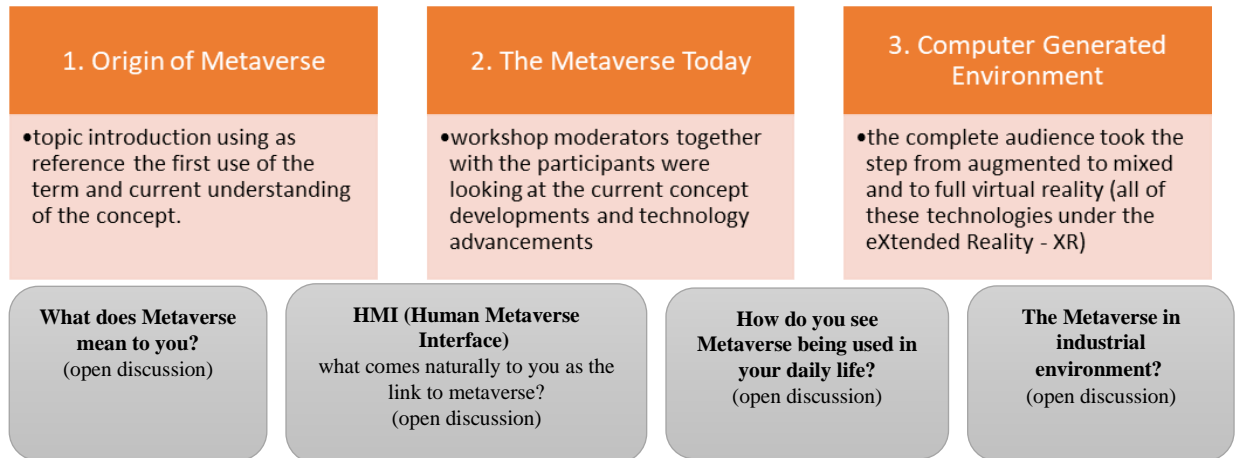 1. Origin of Metaverse
•topic introduction using as
reference the first use of the
term and current understanding
of the concept.
2. The Metaverse Today
•workshop moderators together
with the participants were
looking at the current concept
developments and technology
advancements
3. Computer Generated
Environment
•the complete audience took the
step from augmented to mixed
and to full virtual reality (all of
these technologies under the
eXtended Reality - XR)
What does Metaverse
mean to you?
(open discussion)
HMI (Human Metaverse
Interface)
what comes naturally to you as the
link to metaverse?
(open discussion)
How do you see
Metaverse being used in
your daily life?
(open discussion)
The Metaverse in
industrial
environment?
(open discussion)